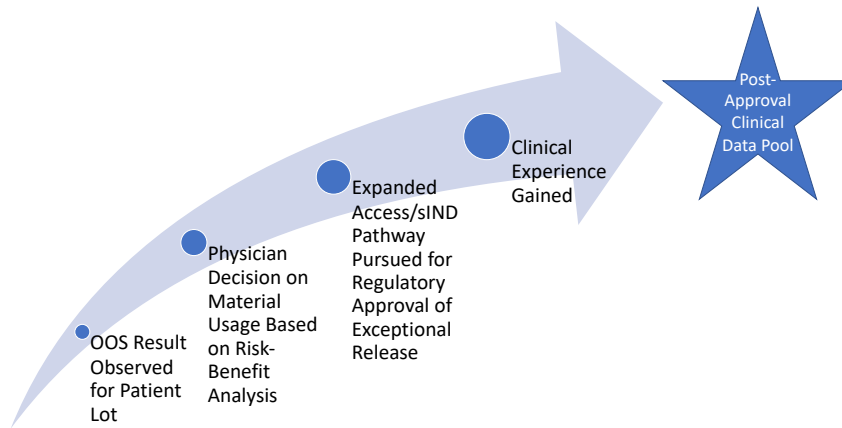 OOS Result
Observed
for Patient
Lot
Physician
Decision on
Material
Usage Based
on Risk-
Benefit
Analysis
Expanded
Access/sIND
Pathway
Pursued for
Regulatory
Approval of
Exceptional
Release
Clinical
Experience
Gained
Post-
Approval
Clinical
Data Pool